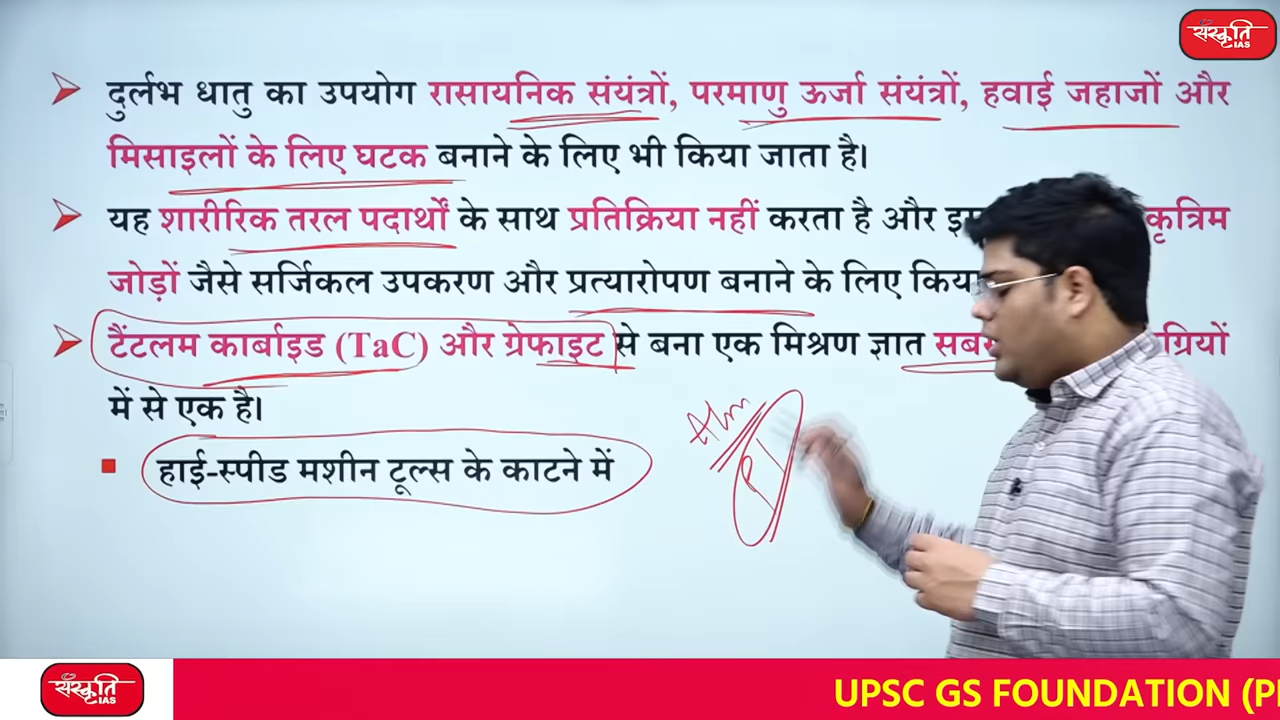 संस्कृति
IAS
दुर्लभ धातु का उपयोग रासायनिक संयंत्रों, परमाणु ऊर्जा संयंत्रों, हवाई जहाजों और
मिसाइलों के लिए घटक बनाने के लिए भी किया जाता है।
यह शारीरिक तरल पदार्थों के साथ प्रतिक्रिया नहीं करता है और कृत्रिम
जोड़ों जैसे सर्जिकल उपकरण और प्रत्यारोपण बनाने के लिए किया
टैंटलम कार्बाइड (TaC) और ग्रेफाइट से बना एक मिश्रण ज्ञात
में से एक है।
हाई-स्पीड मशीन टूल्स के काटने में
संस्कृति
IAS
UPSC GS FOUNDATION